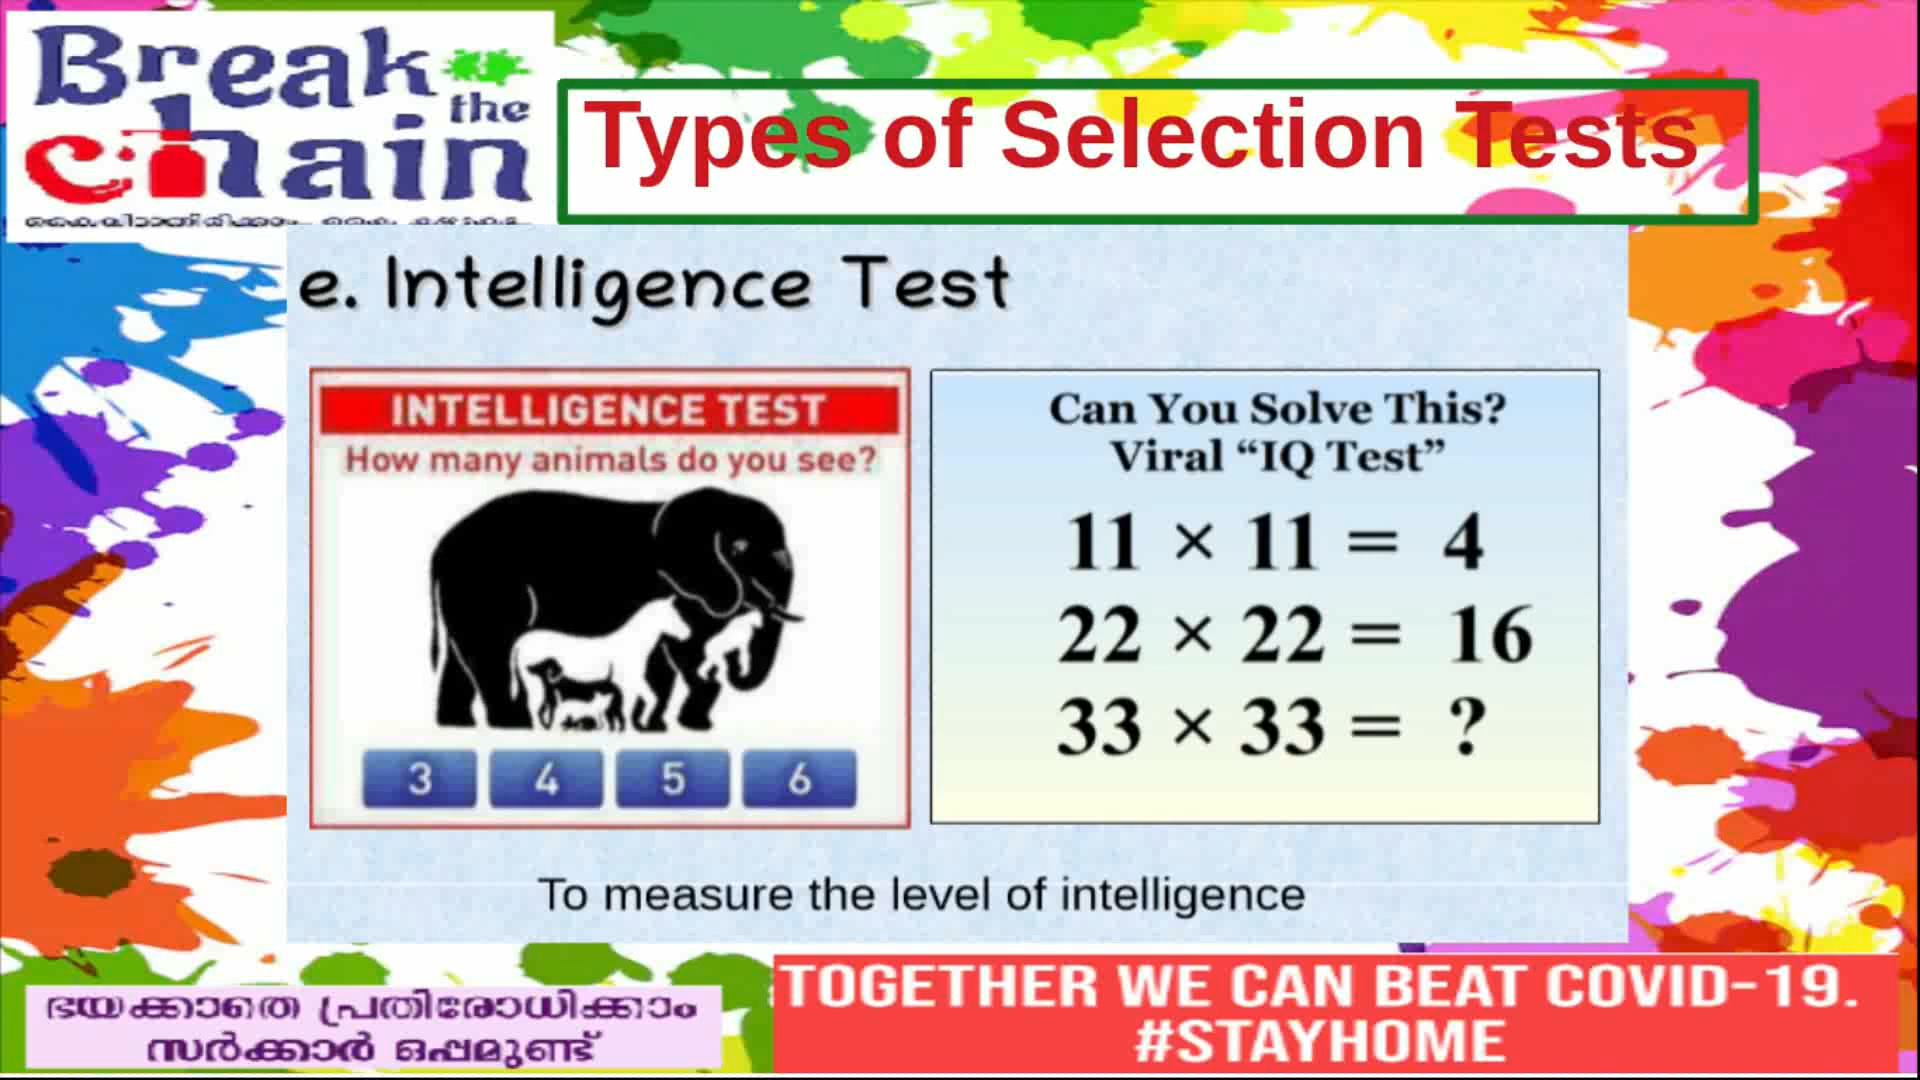 Break
the
chain
Types of Selection Tests
e. Intelligence Test
INTELLIGENCE TEST
How many animals do you see?
3 4 5 6
Can You Solve This?
Viral “IQ Test”
11 × 11 = 4
22 × 22 = 16
33 × 33 = ?
To measure the level of intelligence
ഭയക്കാതെ പ്രതിരോധിക്കാം
സർക്കാർ ഒപ്പമുണ്ട്
TOGETHER WE CAN BEAT COVID-19.
#STAYHOME